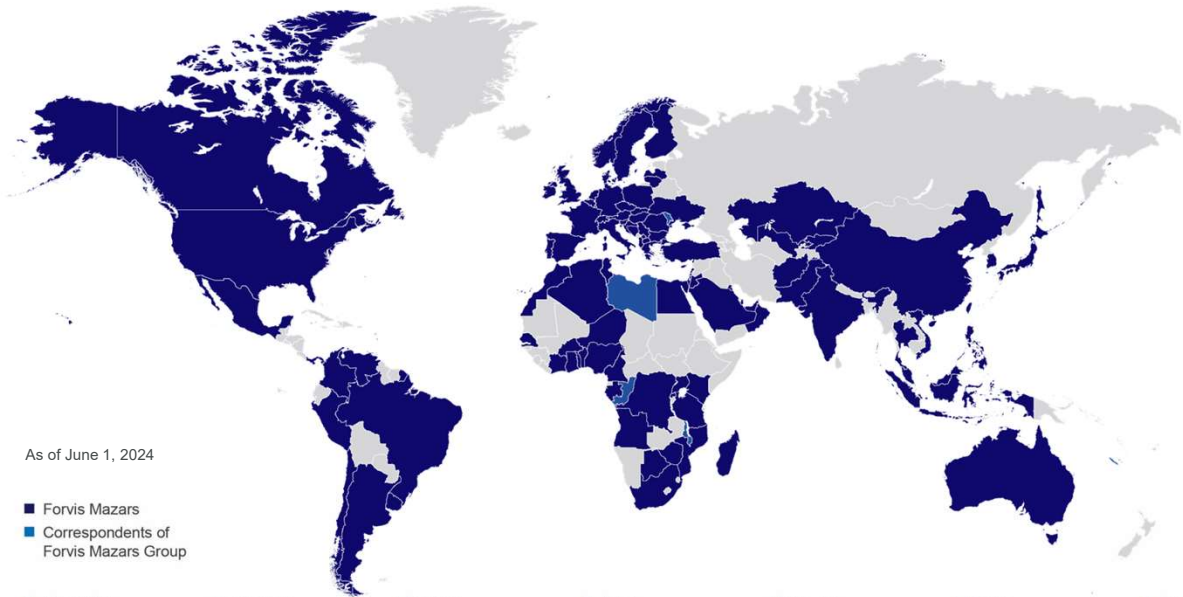 As of June 1, 2024
Forvis Mazars
Correspondents of
Forvis Mazars Group